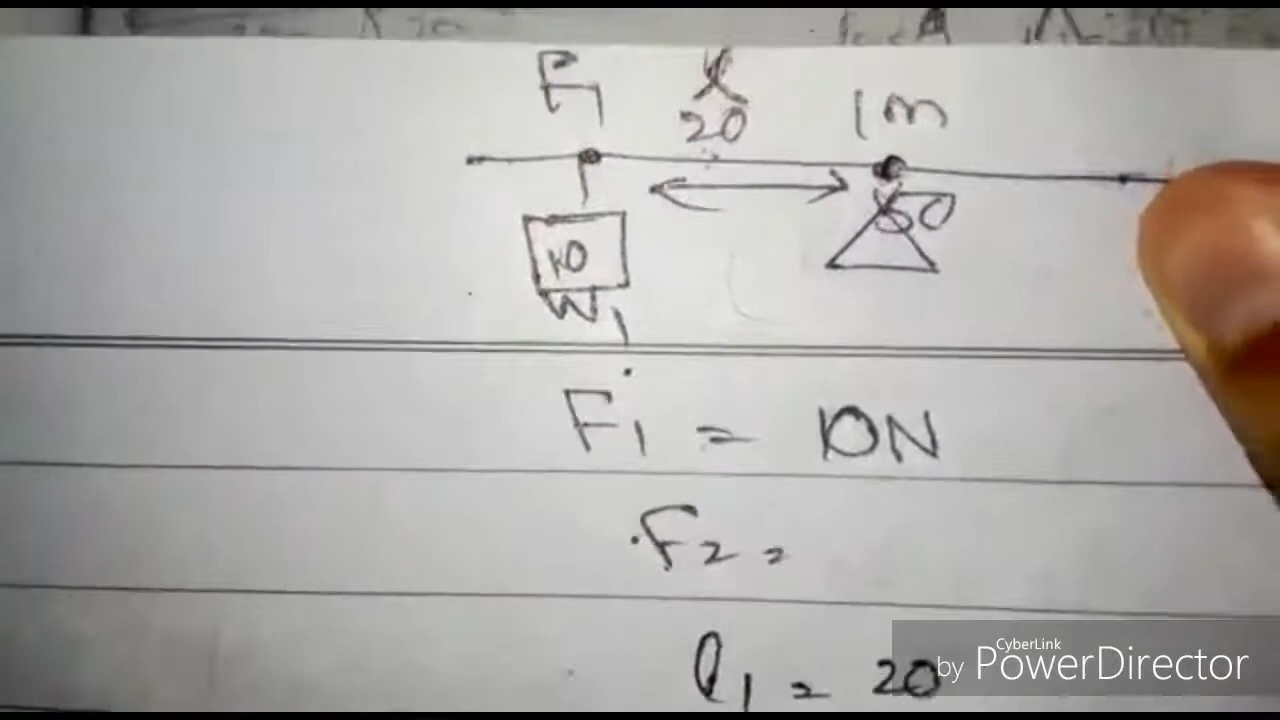 F1
l
20
1m
50
10
W1
F1 = 10N
F2 =
l1 = 20
CyberLink
by PowerDirector